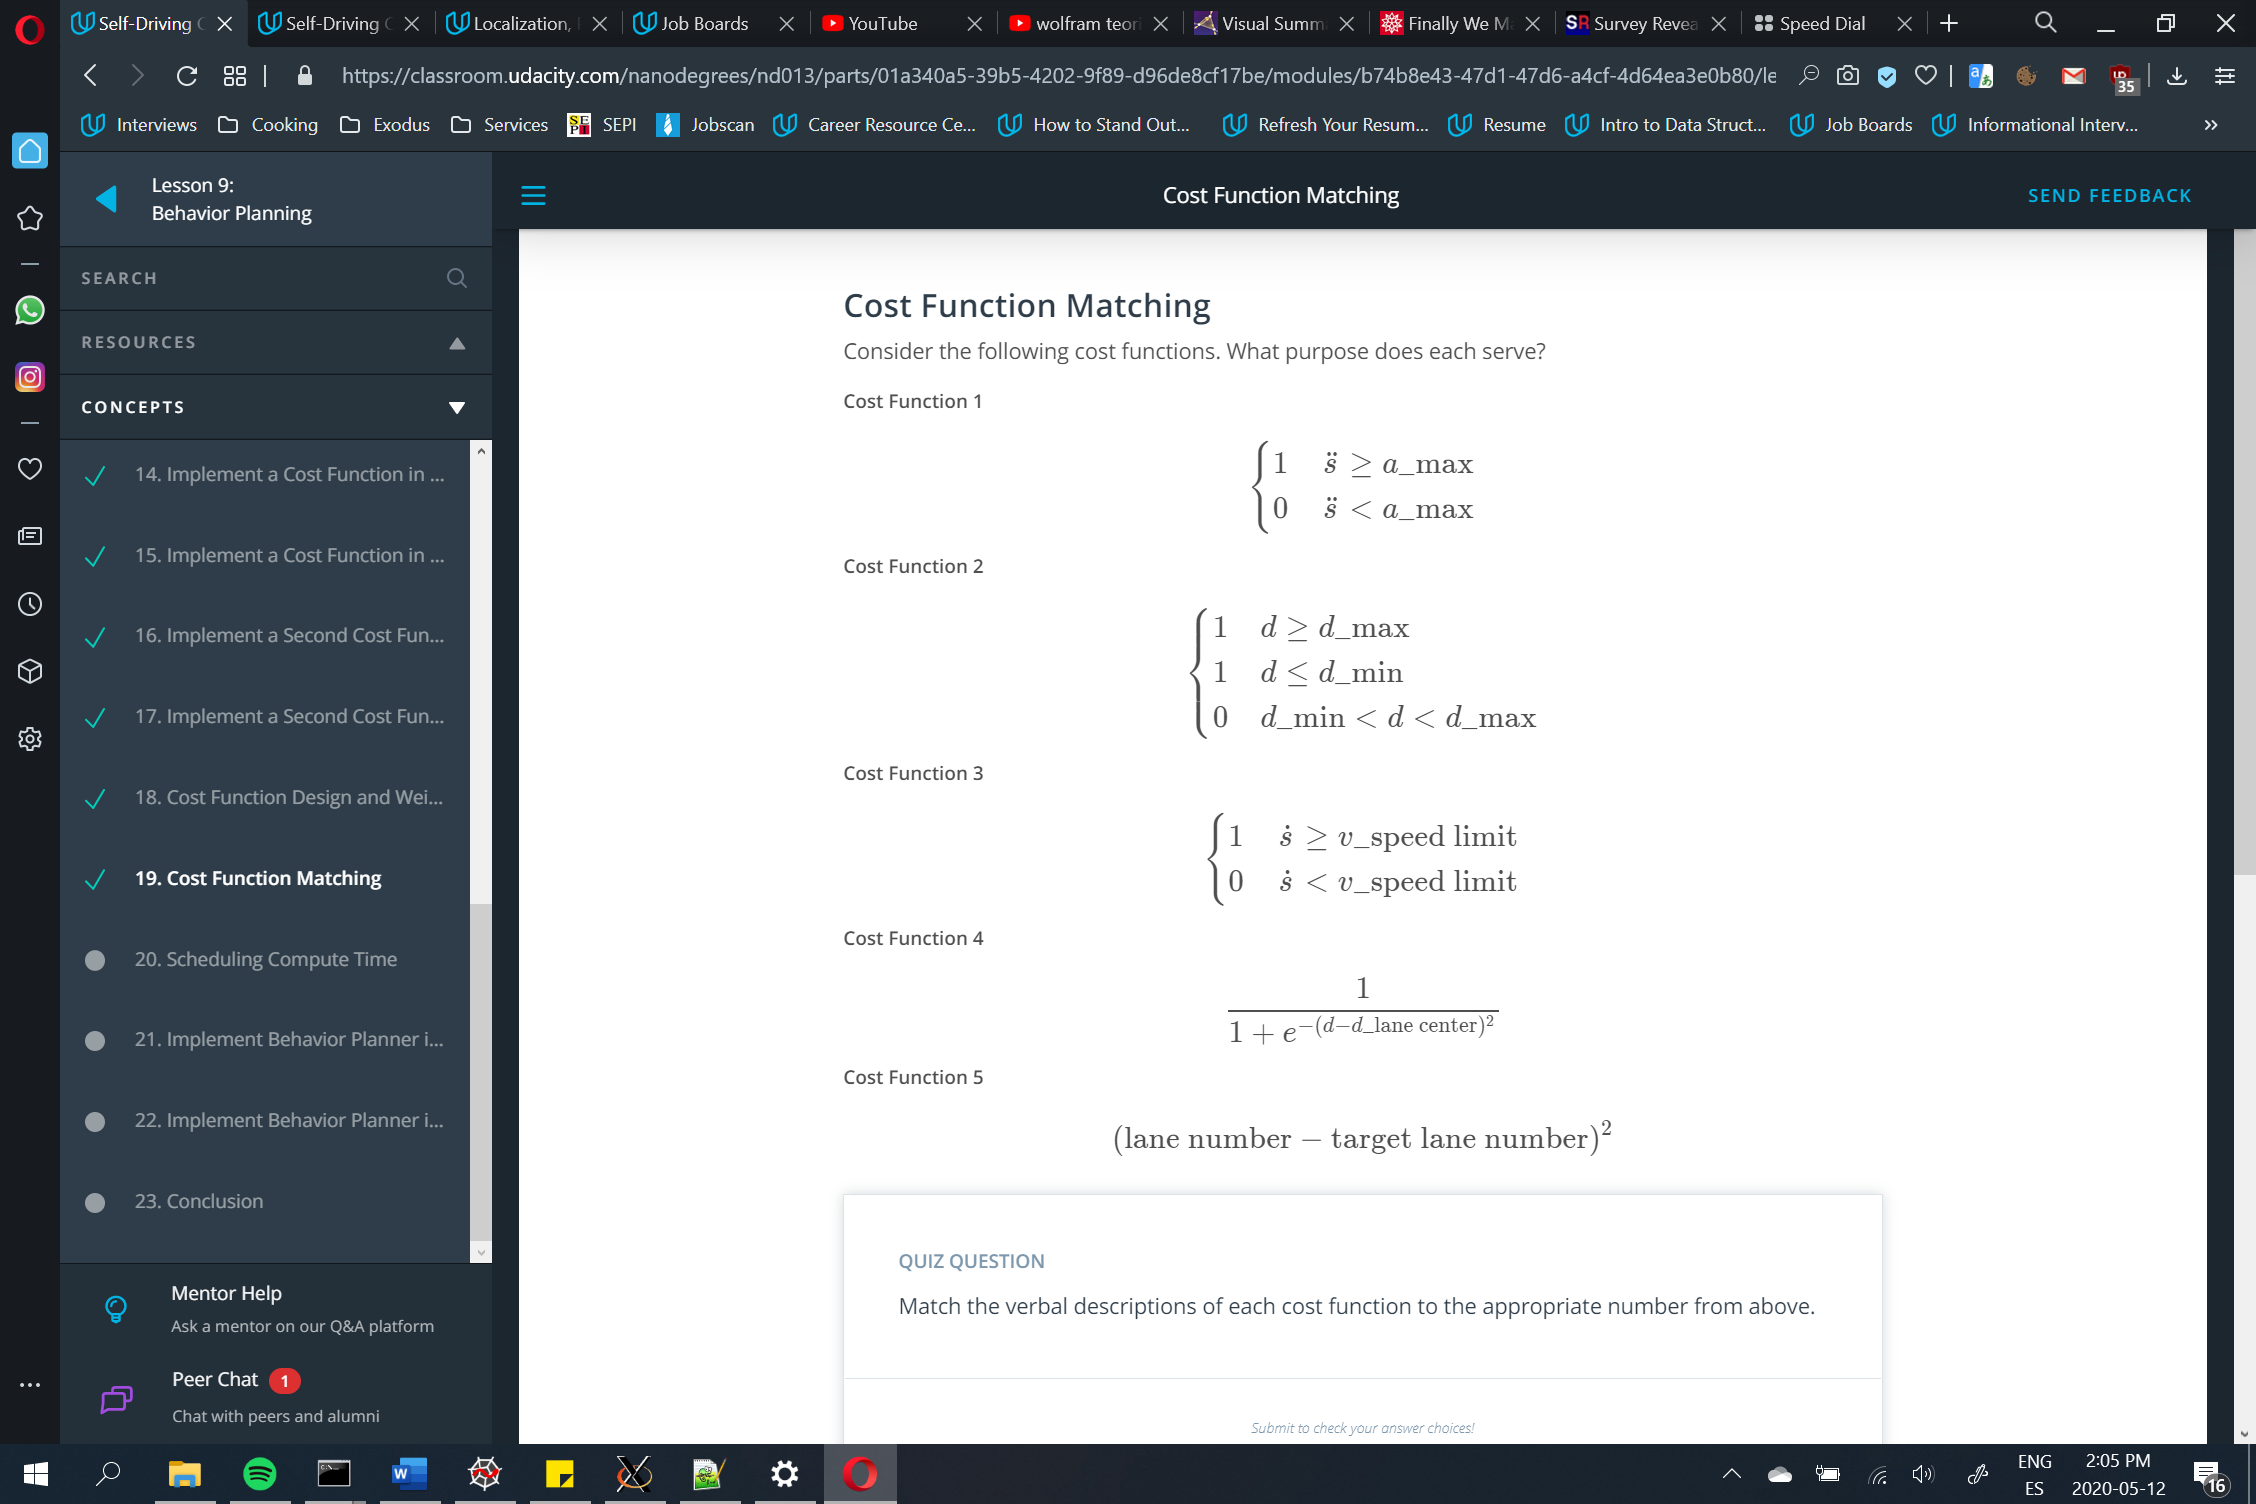 Self-Driving C
Self-Driving C
Localization,
Job Boards
YouTube
wolfram teori
Visual Summ
Finally We M
SR Survey Revea
Speed Dial
https://classroom.udacity.com/nanodegrees/nd013/parts/01a340a5-39b5-4202-9f89-d96de8cf17be/modules/b74b8e43-47d1-47d6-a4cf-4d64ea3e0b80/le
35
Interviews
Cooking
Exodus
Services
SEPI
Jobscan
Career Resource Ce...
How to Stand Out...
Refresh Your Resum...
Resume
Intro to Data Struct...
Job Boards
Informational Interv...
»
Lesson 9:
Behavior Planning
SEARCH
RESOURCES
CONCEPTS
14. Implement a Cost Function in ...
15. Implement a Cost Function in ...
16. Implement a Second Cost Fun...
17. Implement a Second Cost Fun...
18. Cost Function Design and Wei...
19. Cost Function Matching
20. Scheduling Compute Time
21. Implement Behavior Planner i...
22. Implement Behavior Planner i...
23. Conclusion
Mentor Help
Ask a mentor on our Q&A platform
Peer Chat 1
Chat with peers and alumni
Cost Function Matching
SEND FEEDBACK
Cost Function Matching
Consider the following cost functions. What purpose does each serve?
Cost Function 1
1 s̈ ≥ a_max
0 s̈ < a_max
Cost Function 2
1 d ≥ d_max
1 d ≤ d_min
0 d_min < d < d_max
Cost Function 3
1 ṡ ≥ v_speed limit
0 ṡ < v_speed limit
Cost Function 4
1
1 + e^−(d−d_lane center)²
Cost Function 5
(lane number − target lane number)²
QUIZ QUESTION
Match the verbal descriptions of each cost function to the appropriate number from above.
Submit to check your answer choices!
ENG
ES
2:05 PM
2020-05-12
16